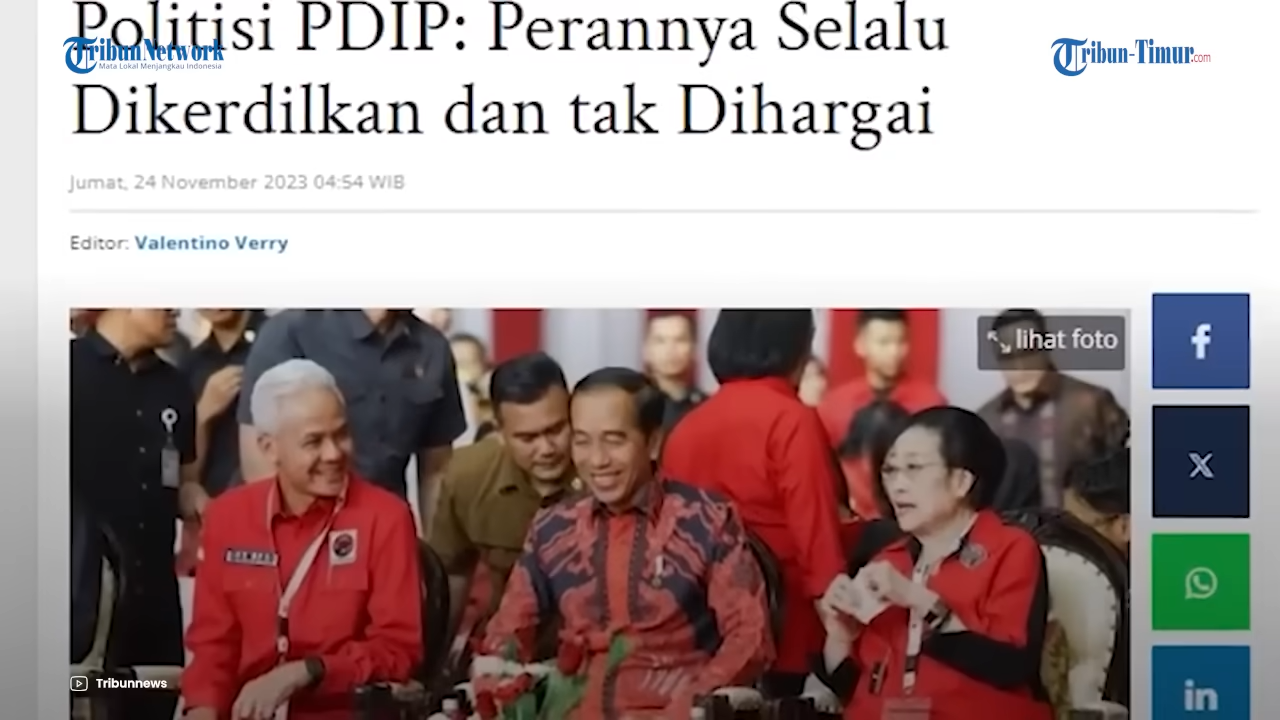 Politisi PDIP: Perannya Selalu
Dikerdilkan dan tak Dihargai
TribunNetwork
Mata Lokal Menjangkau Indonesia
Tribun-Timur.com
Jumat, 24 November 2023 04:54 WIB
Editor: Valentino Verry
lihat foto
f
X
in
Tribunnews